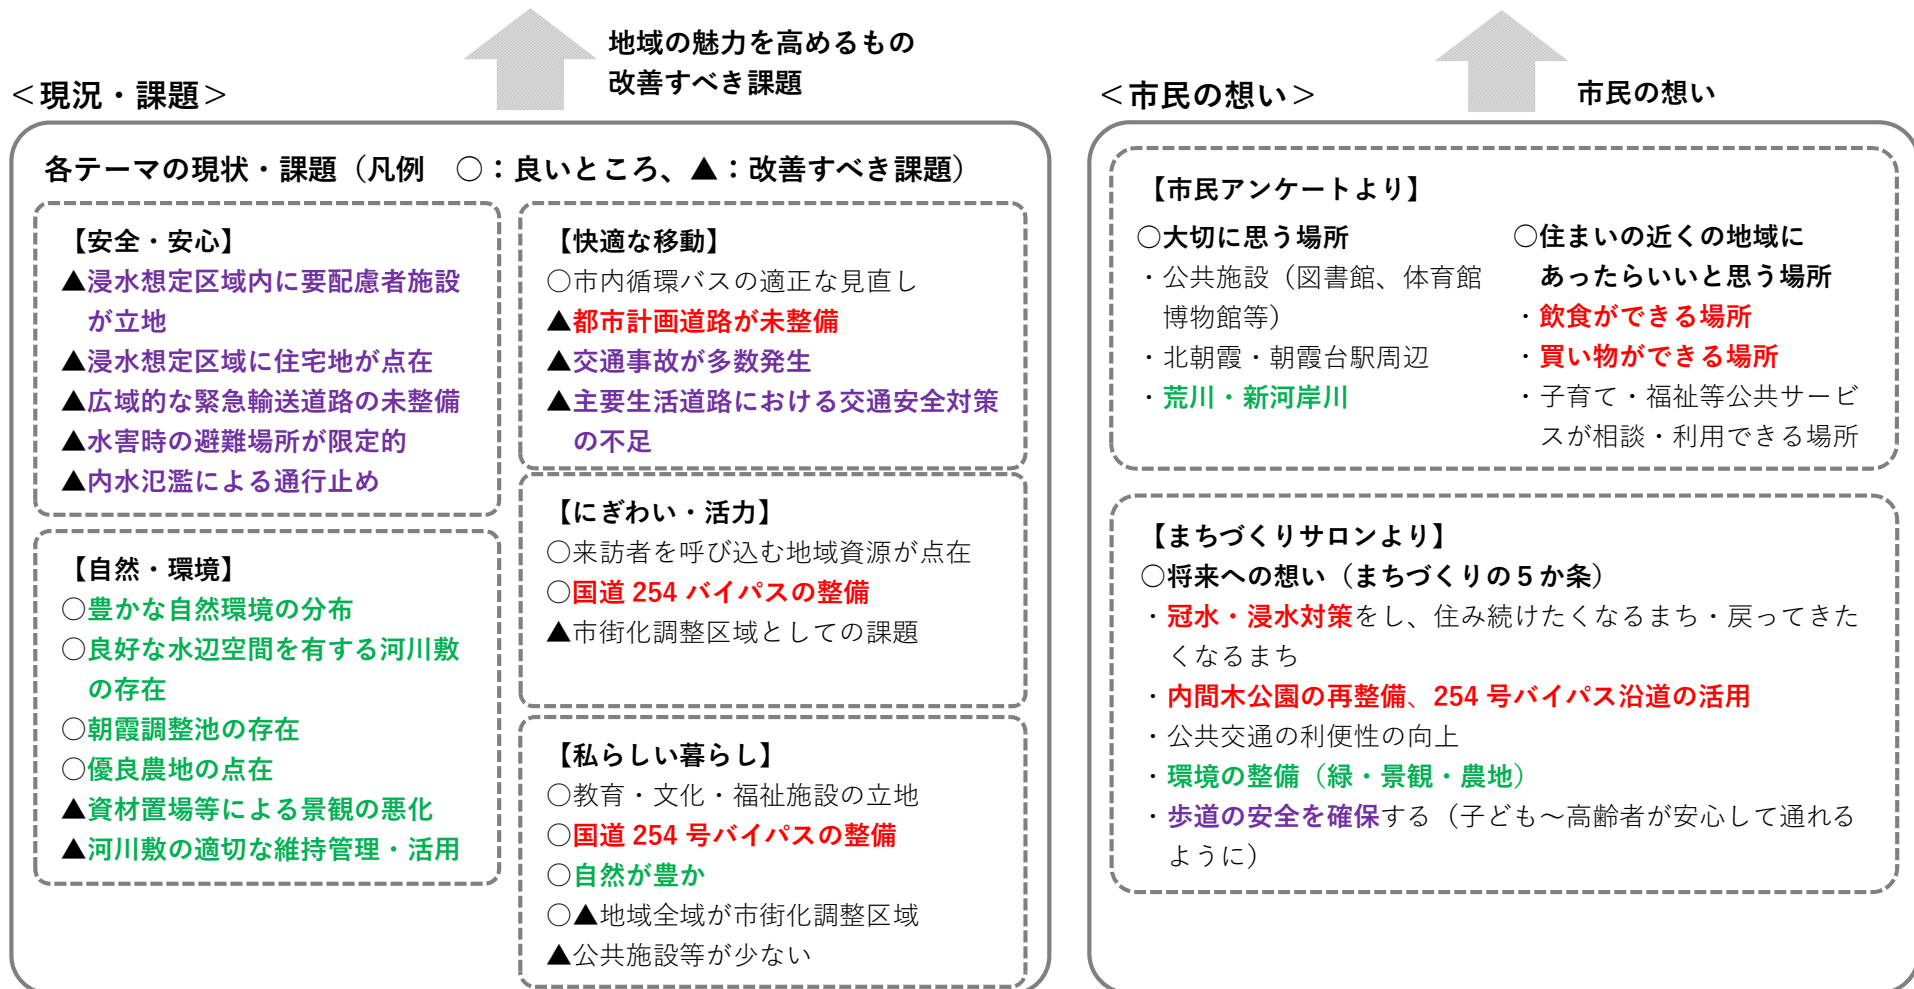 地域の魅力を高めるもの
改善すべき課題
＜現況・課題＞
各テーマの現状・課題（凡例　○：良いところ、▲：改善すべき課題）
【安全・安心】
▲浸水想定区域内に要配慮者施設
が立地
▲浸水想定区域に住宅地が点在
▲広域的な緊急輸送道路の未整備
▲水害時の避難場所が限定的
▲内水氾濫による通行止め
【自然・環境】
○豊かな自然環境の分布
○良好な水辺空間を有する河川敷
の存在
○朝霞調整池の存在
○優良農地の点在
▲資材置場等による景観の悪化
▲河川敷の適切な維持管理・活用
【快適な移動】
○市内循環バスの適正な見直し
▲都市計画道路が未整備
▲交通事故が多数発生
▲主要生活道路における交通安全対策
の不足
【にぎわい・活力】
○来訪者を呼び込む地域資源が点在
○国道 254 バイパスの整備
▲市街化調整区域としての課題
【私らしい暮らし】
○教育・文化・福祉施設の立地
○国道 254 号バイパスの整備
○自然が豊か
○▲地域全域が市街化調整区域
▲公共施設等が少ない
市民の想い
＜市民の想い＞
【市民アンケートより】
○大切に思う場所
・公共施設（図書館、体育館
博物館等）
・北朝霞・朝霞台駅周辺
・荒川・新河岸川
○住まいの近くの地域に
あったらいいと思う場所
・飲食ができる場所
・買い物ができる場所
・子育て・福祉等公共サービ
スが相談・利用できる場所
【まちづくりサロンより】
○将来への想い（まちづくりの５か条）
・冠水・浸水対策をし、住み続けたくなるまち・戻ってきた
くなるまち
・内間木公園の再整備、254 号バイパス沿道の活用
・公共交通の利便性の向上
・環境の整備（緑・景観・農地）
・歩道の安全を確保する（子ども～高齢者が安心して通れる
ように）